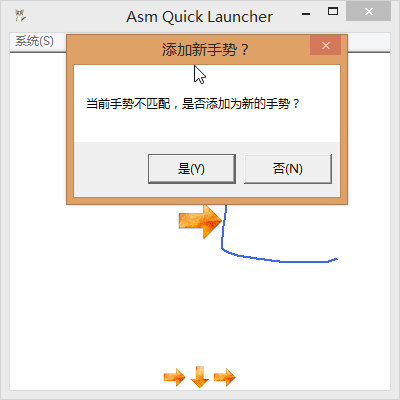 Asm Quick Launcher
系统(S)
添加新手势？
当前手势不匹配，是否添加为新的手势？
是(Y)
否(N)